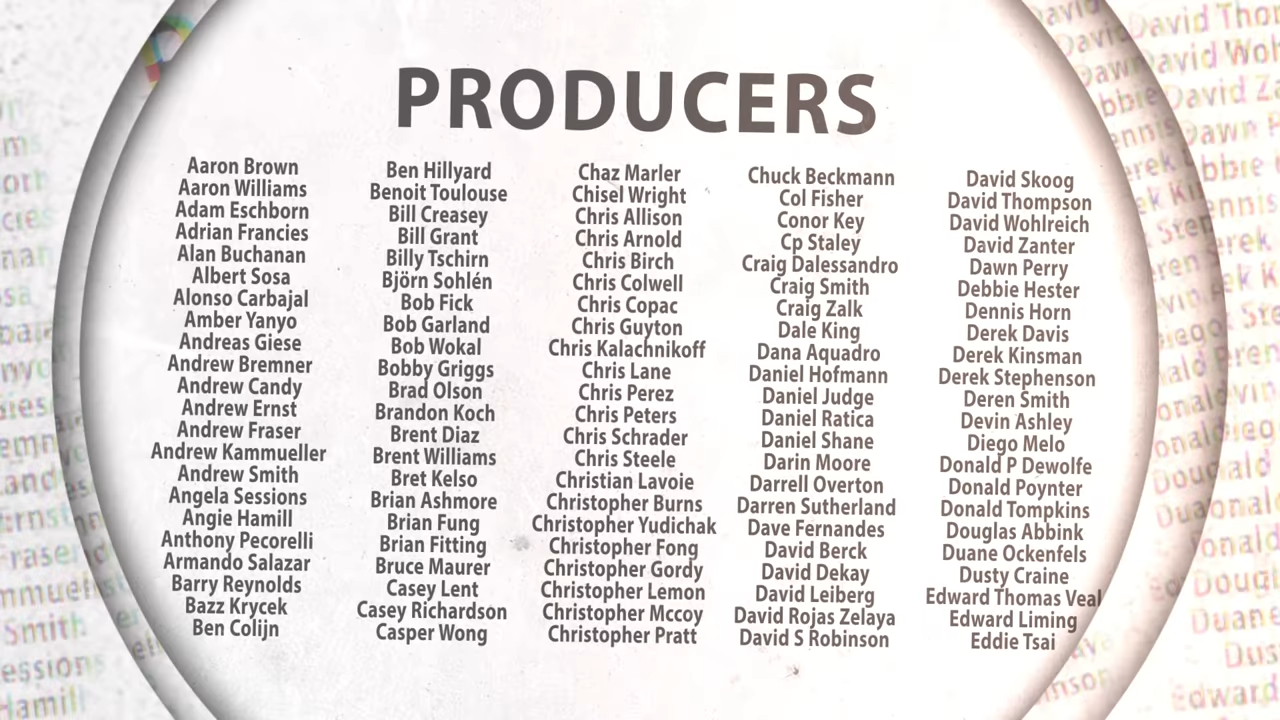 PRODUCERS
Aaron Brown
Aaron Williams
Adam Eschborn
Adrian Francies
Alan Buchanan
Albert Sosa
Alonso Carbajal
Amber Yanyo
Andreas Giese
Andrew Bremner
Andrew Candy
Andrew Ernst
Andrew Fraser
Andrew Kammueller
Andrew Smith
Angela Sessions
Angie Hamill
Anthony Pecorelli
Armando Salazar
Barry Reynolds
Bazz Krycek
Ben Colijn
Ben Hillyard
Benoit Toulouse
Bill Creasey
Bill Grant
Billy Tschirn
Björn Sohlén
Bob Fick
Bob Garland
Bob Wokal
Bobby Griggs
Brad Olson
Brandon Koch
Brent Diaz
Brent Williams
Bret Kelso
Brian Ashmore
Brian Fung
Brian Fitting
Bruce Maurer
Casey Lent
Casey Richardson
Casper Wong
Chaz Marler
Chisel Wright
Chris Allison
Chris Arnold
Chris Birch
Chris Colwell
Chris Copac
Chris Guyton
Chris Kalachnikoff
Chris Lane
Chris Perez
Chris Peters
Chris Schrader
Chris Steele
Christian Lavoie
Christopher Burns
Christopher Yudichak
Christopher Fong
Christopher Gordy
Christopher Lemon
Christopher Mccoy
Christopher Pratt
Chuck Beckmann
Col Fisher
Conor Key
Cp Staley
Craig Dalessandro
Craig Smith
Craig Zalk
Dale King
Dana Aquadro
Daniel Hofmann
Daniel Judge
Daniel Ratica
Daniel Shane
Darin Moore
Darrell Overton
Darren Sutherland
Dave Fernandes
David Berck
David Dekay
David Leiberg
David Rojas Zelaya
David S Robinson
David Skoog
David Thompson
David Wohlreich
David Zanter
Dawn Perry
Debbie Hester
Dennis Horn
Derek Davis
Derek Kinsman
Derek Stephenson
Deren Smith
Devin Ashley
Diego Melo
Donald P Dewolfe
Donald Poynter
Donald Tompkins
Douglas Abbink
Duane Ockenfels
Dusty Craine
Edward Thomas Veal
Edward Liming
Eddie Tsai